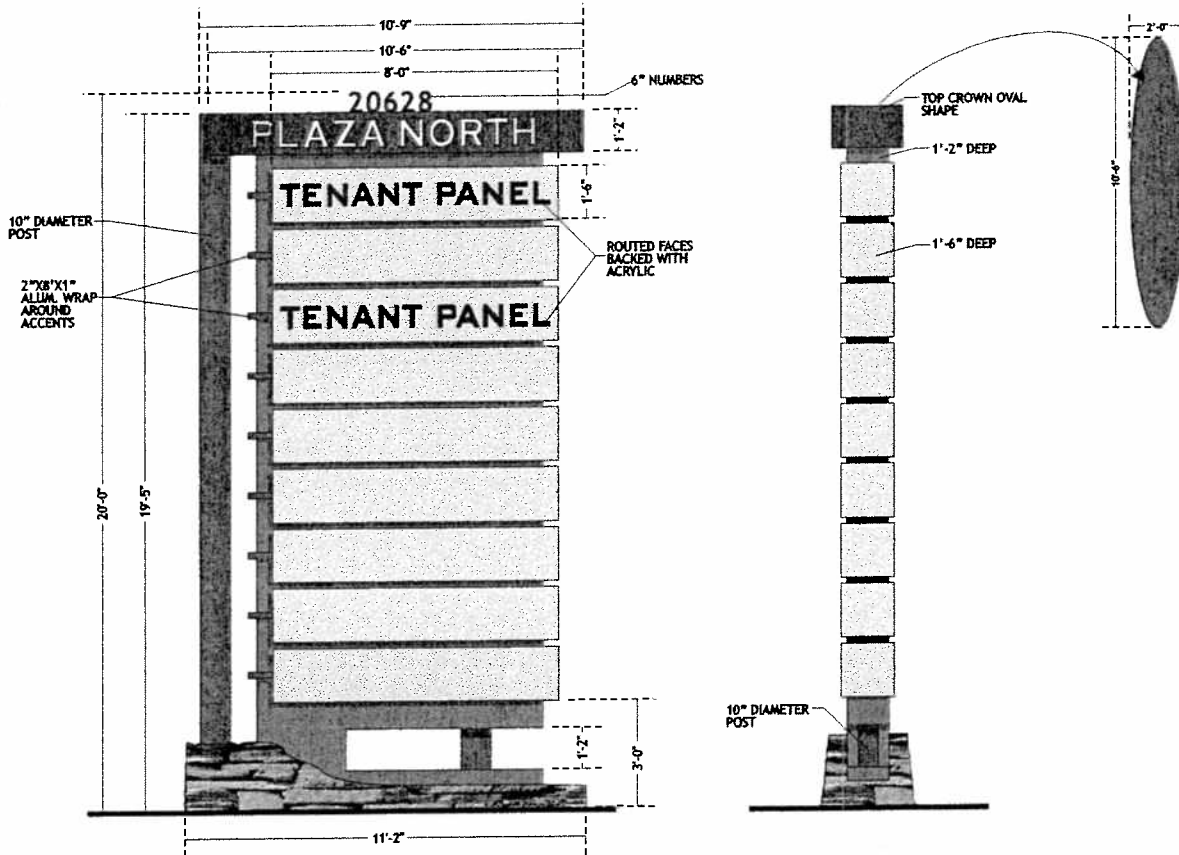 10'-9"
10'-6"
8'-0"
6" NUMBERS
20628
PLAZA NORTH
1'-2"
TENANT PANEL
1'-6"
10" DIAMETER
POST
ROUTED FACES
BACKED WITH
ACRYLIC
2"X8'X1"
ALUM. WRAP
AROUND
ACCENTS
TENANT PANEL
20'-0"
19'-5"
1'-2"
3'-0"
11'-2"
2'-0"
TOP CROWN OVAL
SHAPE
1'-2" DEEP
10'-6"
1'-6" DEEP
10" DIAMETER
POST